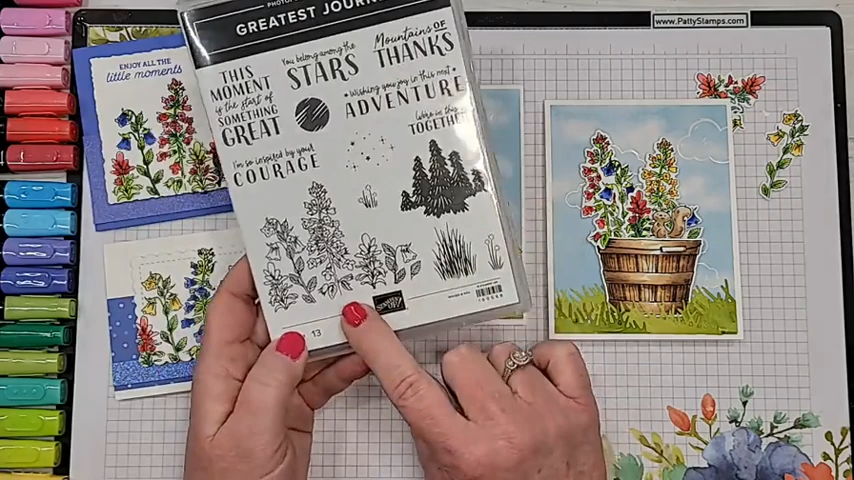 GREATEST JOURN
www.PattyStamps.com
ENJOY ALL THE
little moments
THIS
MOMENT
is the start of
SOMETHING
GREAT
You belong among the
STARS
Mountains OF
THANKS
Wishing you joy in this next
ADVENTURE
We're in this
TOGETHER
I'm so inspired by your
COURAGE
STAMPIN' UP!
13